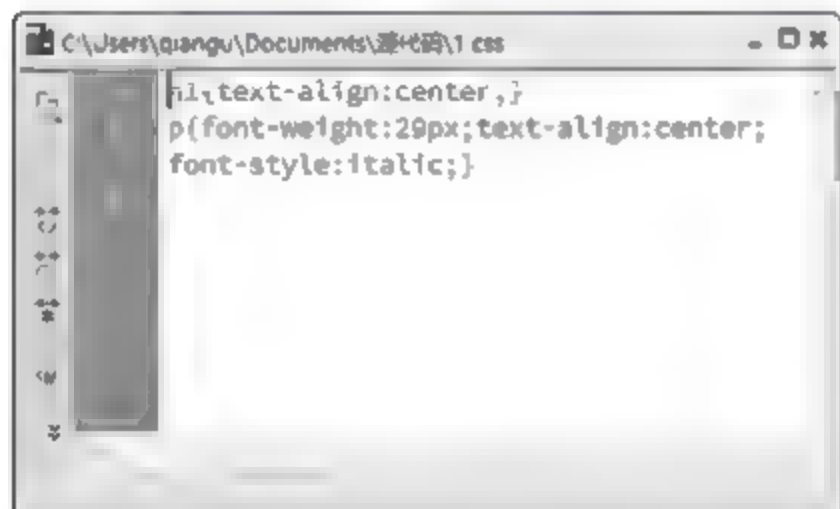 C:\Users\qiangu\Documents\源代码\1 css
h1{text-align:center,}
p{font-weight:29px;text-align:center;
font-style:italic;}